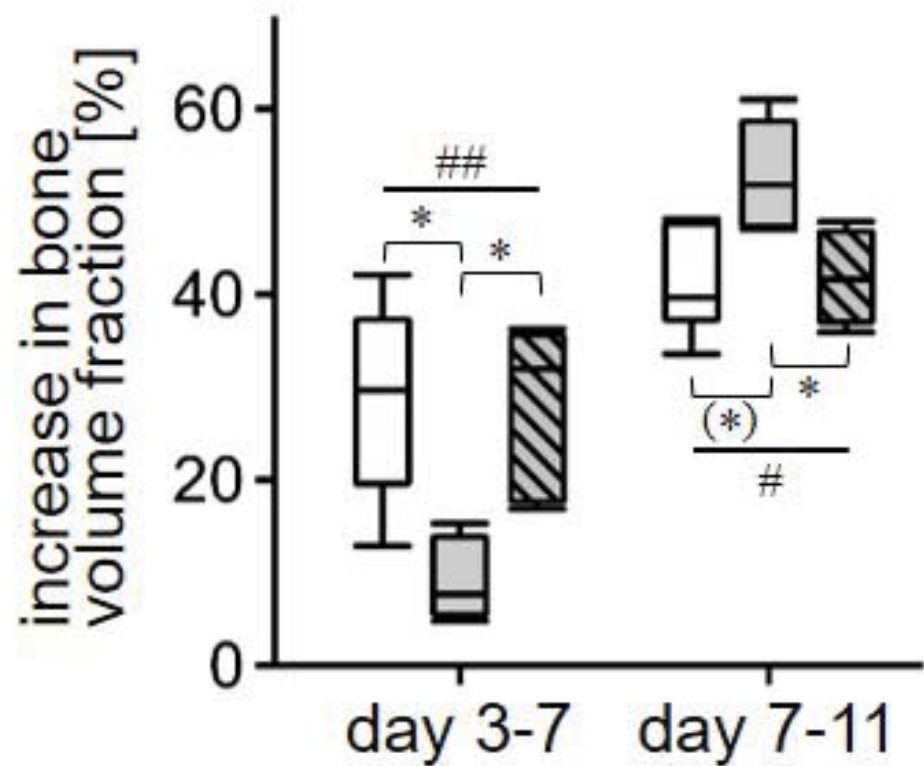 increase in bone
volume fraction [%]
60
40
20
0
##
*
*
(*)
*
#
day 3-7
day 7-11